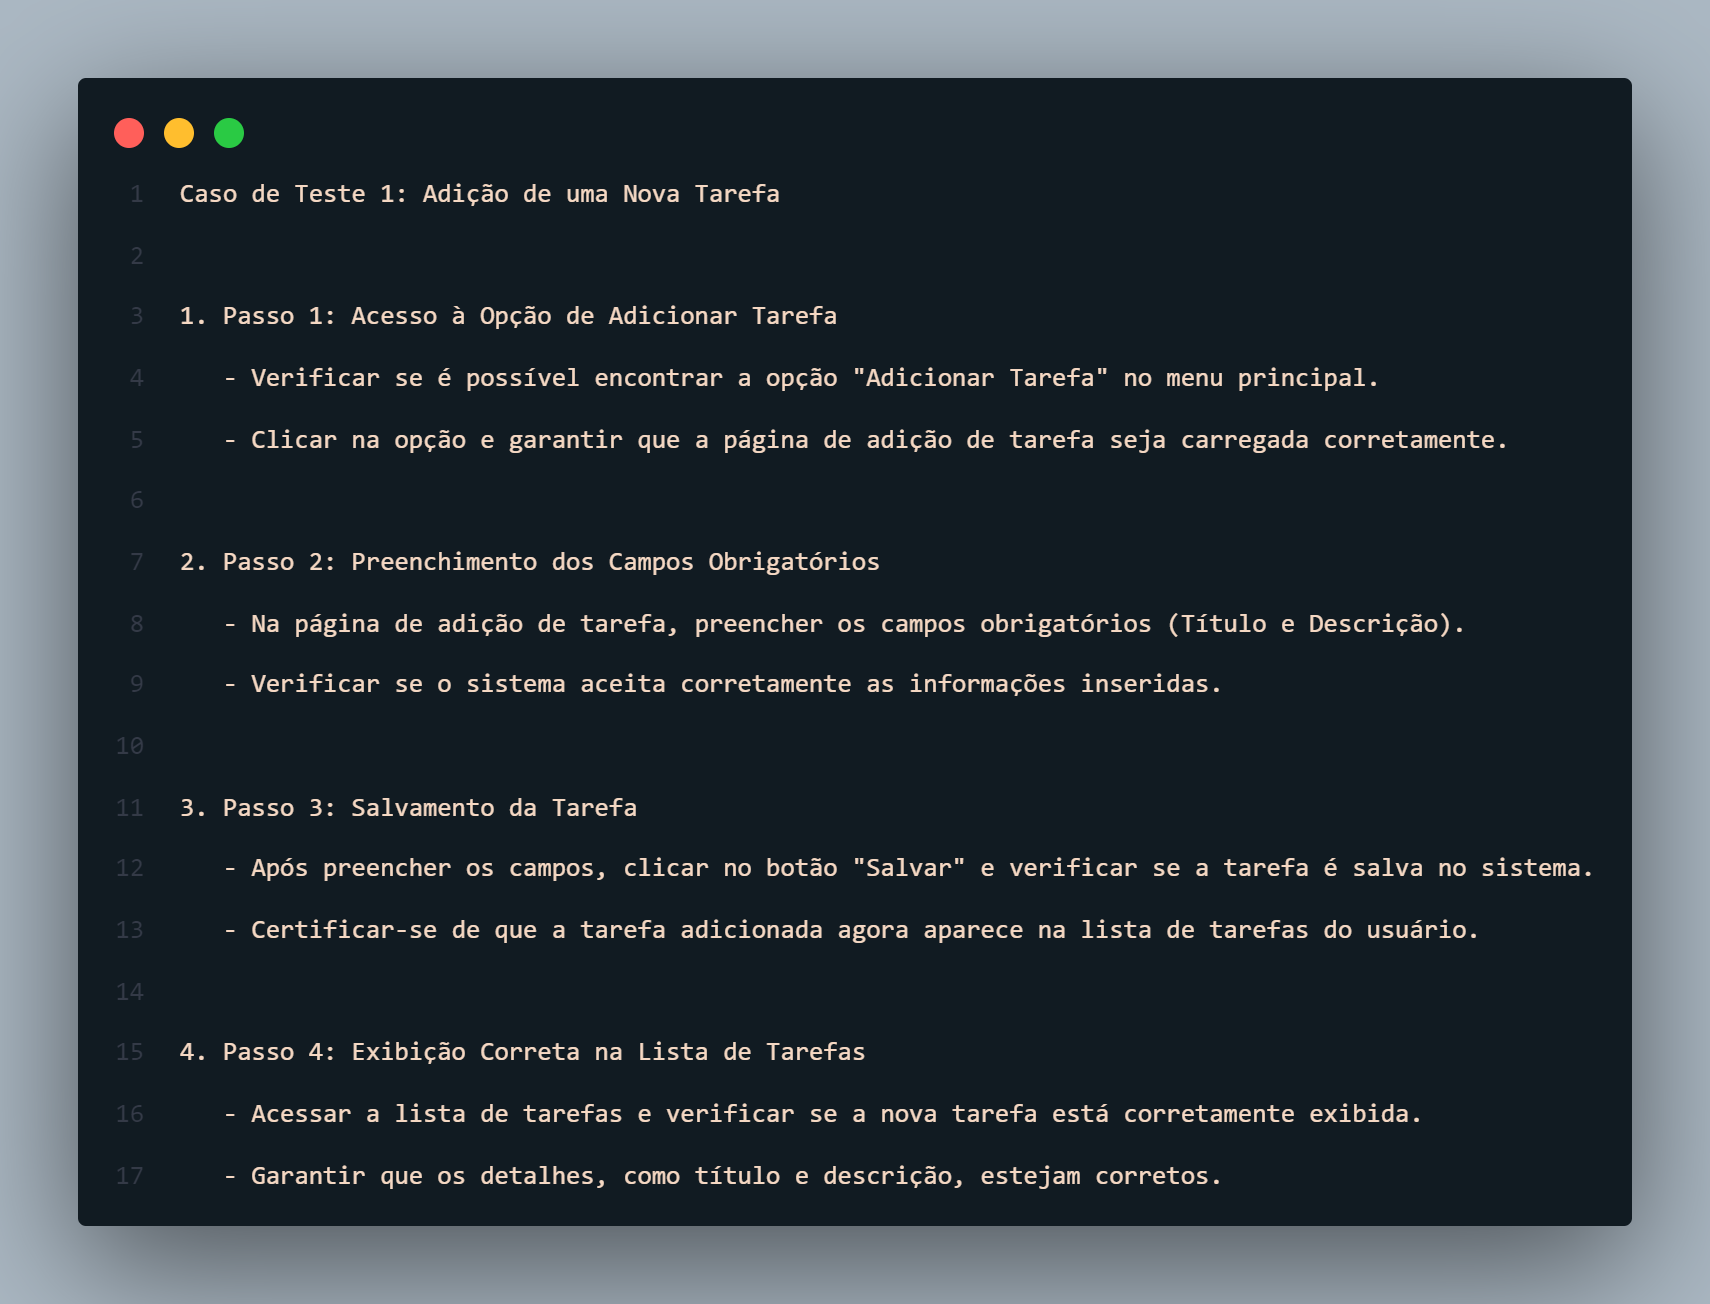 1 Caso de Teste 1: Adição de uma Nova Tarefa
2
3 1. Passo 1: Acesso à Opção de Adicionar Tarefa
4 - Verificar se é possível encontrar a opção "Adicionar Tarefa" no menu principal.
5 - Clicar na opção e garantir que a página de adição de tarefa seja carregada corretamente.
6
7 2. Passo 2: Preenchimento dos Campos Obrigatórios
8 - Na página de adição de tarefa, preencher os campos obrigatórios (Título e Descrição).
9 - Verificar se o sistema aceita corretamente as informações inseridas.
10
11 3. Passo 3: Salvamento da Tarefa
12 - Após preencher os campos, clicar no botão "Salvar" e verificar se a tarefa é salva no sistema.
13 - Certificar-se de que a tarefa adicionada agora aparece na lista de tarefas do usuário.
14
15 4. Passo 4: Exibição Correta na Lista de Tarefas
16 - Acessar a lista de tarefas e verificar se a nova tarefa está corretamente exibida.
17 - Garantir que os detalhes, como título e descrição, estejam corretos.